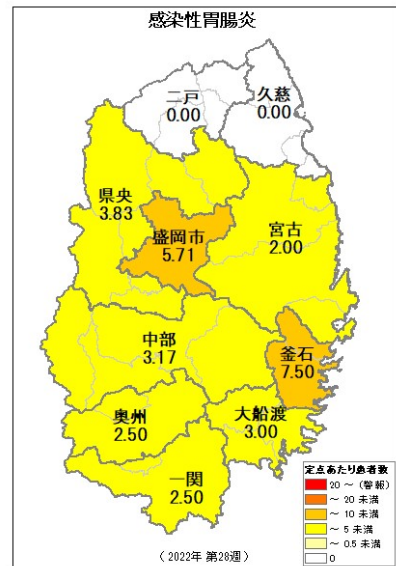 感染性胃腸炎
二戸
0.00
久慈
0.00
県央
3.83
盛岡市
5.71
宮古
2.00
中部
3.17
釜石
7.50
奥州
2.50
大船渡
3.00
一関
2.50
定点あたり患者数
20 ～ (警報)
～ 20 未満
～ 10 未満
～ 5 未満
～ 0.5 未満
0
( 2022年 第28週 )